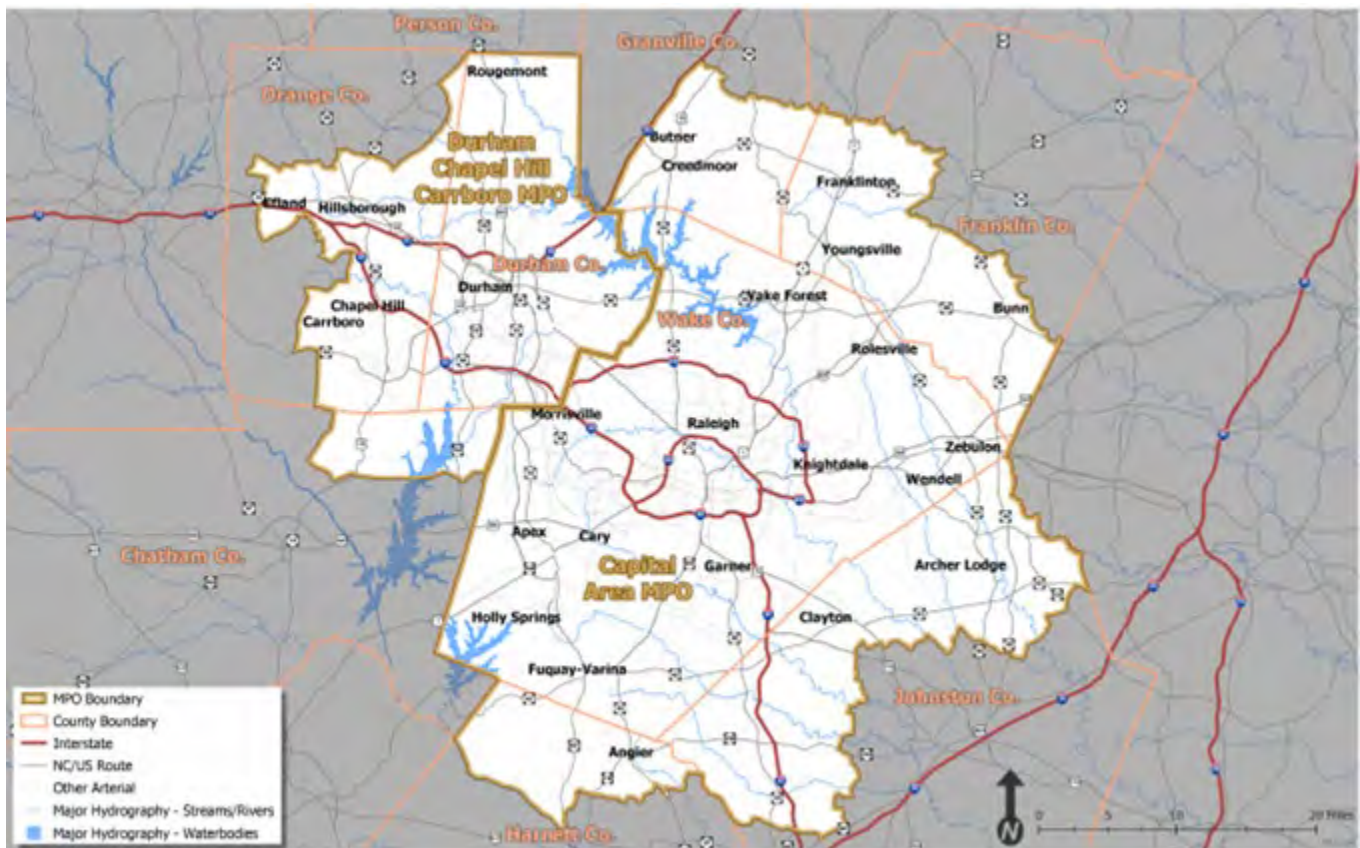 Person Co.
Granville Co.
Rougemont
Orange Co.
Durham
Chapel Hill
Carrboro MPO
Butner
Creedmoor
Franklinton
Efland
Hillsborough
Franklin Co.
Youngsville
Durham Co.
Durham
Wake Forest
Bunn
Chapel Hill
Carrboro
Wake Co.
Rolesville
Morrisville
Raleigh
Zebulon
Knightdale
Wendell
Apex
Cary
Chatham Co.
Capital
Area MPO
Garner
Archer Lodge
Holly Springs
Clayton
Fuquay-Varina
Johnston Co.
Angier
Harnett Co.
MPO Boundary
County Boundary
Interstate
NC/US Route
Other Arterial
Major Hydrography - Streams/Rivers
Major Hydrography - Waterbodies
N
0 5 10 20 Miles